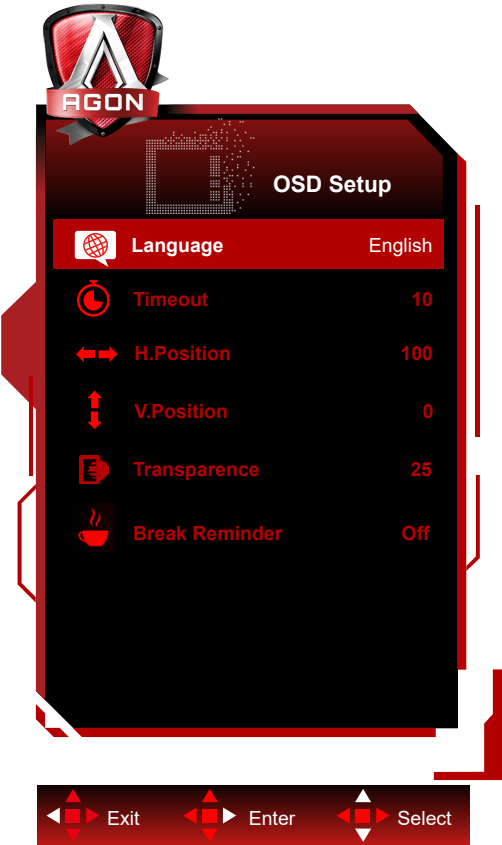 AGON
OSD Setup
Language English
Timeout 10
H.Position 100
V.Position 0
Transparence 25
Break Reminder Off
Exit Enter Select